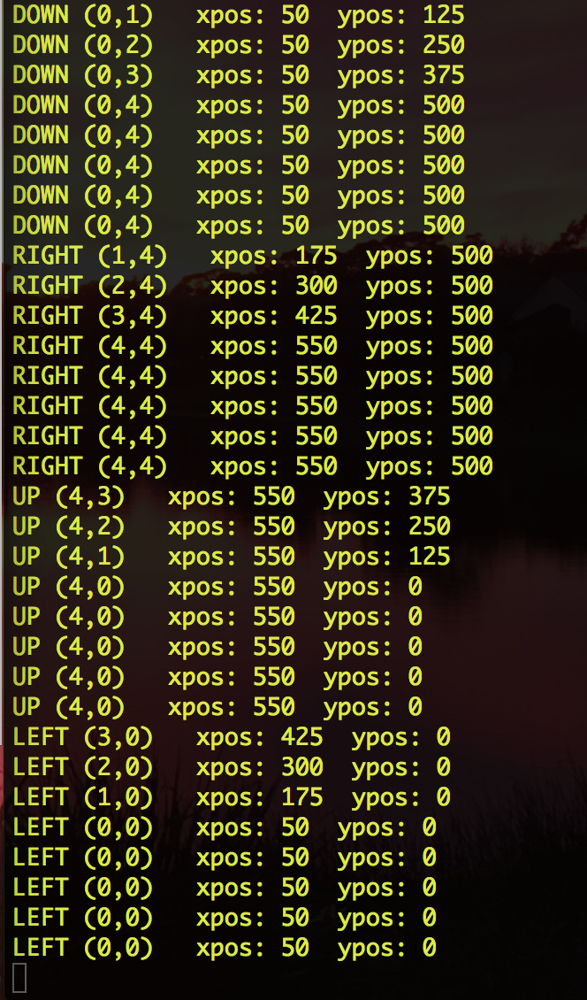 DOWN (0,1)   xpos: 50  ypos: 125
DOWN (0,2)   xpos: 50  ypos: 250
DOWN (0,3)   xpos: 50  ypos: 375
DOWN (0,4)   xpos: 50  ypos: 500
DOWN (0,4)   xpos: 50  ypos: 500
DOWN (0,4)   xpos: 50  ypos: 500
DOWN (0,4)   xpos: 50  ypos: 500
DOWN (0,4)   xpos: 50  ypos: 500
RIGHT (1,4)   xpos: 175  ypos: 500
RIGHT (2,4)   xpos: 300  ypos: 500
RIGHT (3,4)   xpos: 425  ypos: 500
RIGHT (4,4)   xpos: 550  ypos: 500
RIGHT (4,4)   xpos: 550  ypos: 500
RIGHT (4,4)   xpos: 550  ypos: 500
RIGHT (4,4)   xpos: 550  ypos: 500
RIGHT (4,4)   xpos: 550  ypos: 500
UP (4,3)   xpos: 550  ypos: 375
UP (4,2)   xpos: 550  ypos: 250
UP (4,1)   xpos: 550  ypos: 125
UP (4,0)   xpos: 550  ypos: 0
UP (4,0)   xpos: 550  ypos: 0
UP (4,0)   xpos: 550  ypos: 0
UP (4,0)   xpos: 550  ypos: 0
UP (4,0)   xpos: 550  ypos: 0
LEFT (3,0)   xpos: 425  ypos: 0
LEFT (2,0)   xpos: 300  ypos: 0
LEFT (1,0)   xpos: 175  ypos: 0
LEFT (0,0)   xpos: 50  ypos: 0
LEFT (0,0)   xpos: 50  ypos: 0
LEFT (0,0)   xpos: 50  ypos: 0
LEFT (0,0)   xpos: 50  ypos: 0
LEFT (0,0)   xpos: 50  ypos: 0